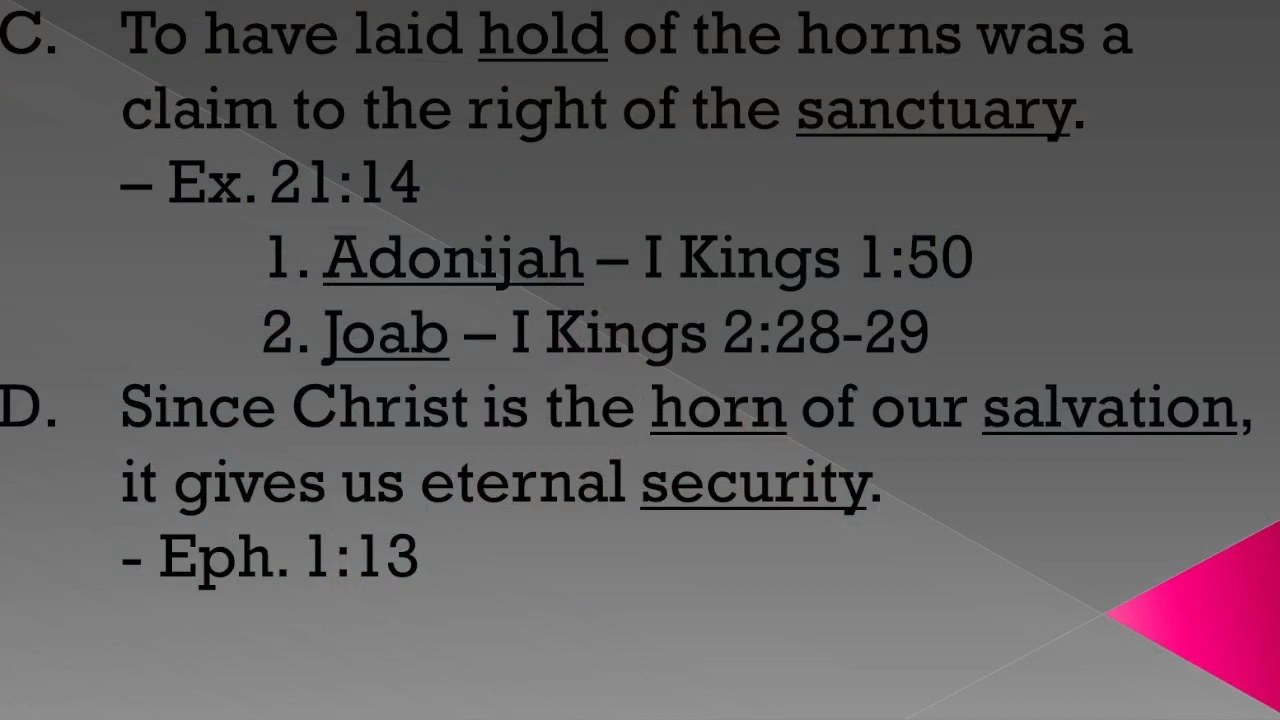 C. To have laid hold of the horns was a
claim to the right of the sanctuary.
– Ex. 21:14
1. Adonijah – I Kings 1:50
2. Joab – I Kings 2:28-29
D. Since Christ is the horn of our salvation,
it gives us eternal security.
- Eph. 1:13